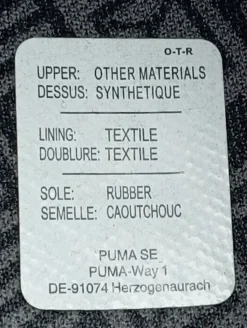 O-T-R
UPPER: OTHER MATERIALS
DESSUS: SYNTHETIQUE
LINING: TEXTILE
DOUBLURE: TEXTILE
SOLE: RUBBER
SEMELLE: CAOUTCHOUC
PUMA SE
PUMA-Way 1
DE-91074 Herzogenaurach